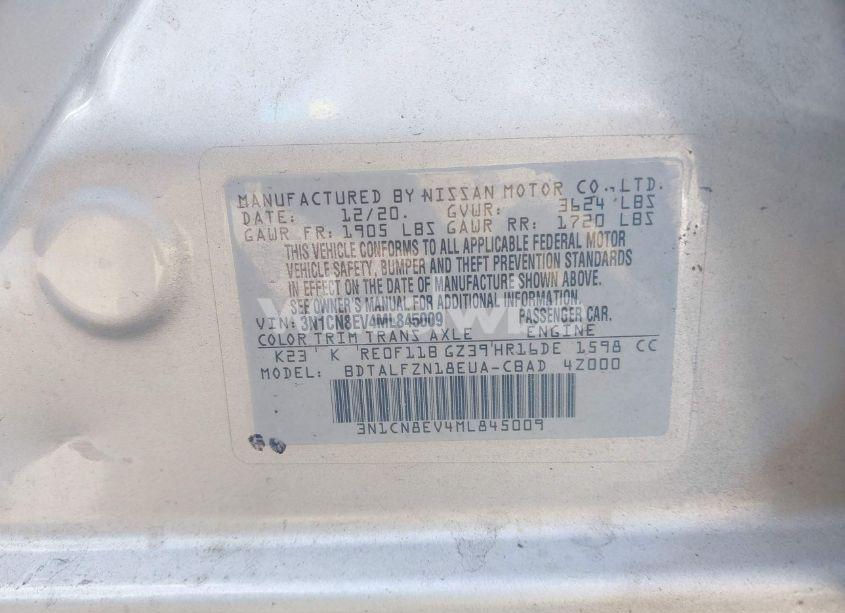 MANUFACTURED BY NISSAN MOTOR CO., LTD.
DATE: 12/20. GVWR: 3624 LBS
GAWR FR: 1905 LBS GAWR RR: 1720 LBS
THIS VEHICLE CONFORMS TO ALL APPLICABLE FEDERAL MOTOR
VEHICLE SAFETY, BUMPER AND THEFT PREVENTION STANDARDS
IN EFFECT ON THE DATE OF MANUFACTURE SHOWN ABOVE.
SEE OWNER'S MANUAL FOR ADDITIONAL INFORMATION
VIN: 3N1CN8EV4ML845009 PASSENGER CAR.
COLOR TRIM TRANS AXLE ENGINE
K23 K RE0F11B GZ39 HR16DE 1598 CC
MODEL: BDTALFZN18EUA-CBAD 4Z000
3N1CN8EV4ML845009